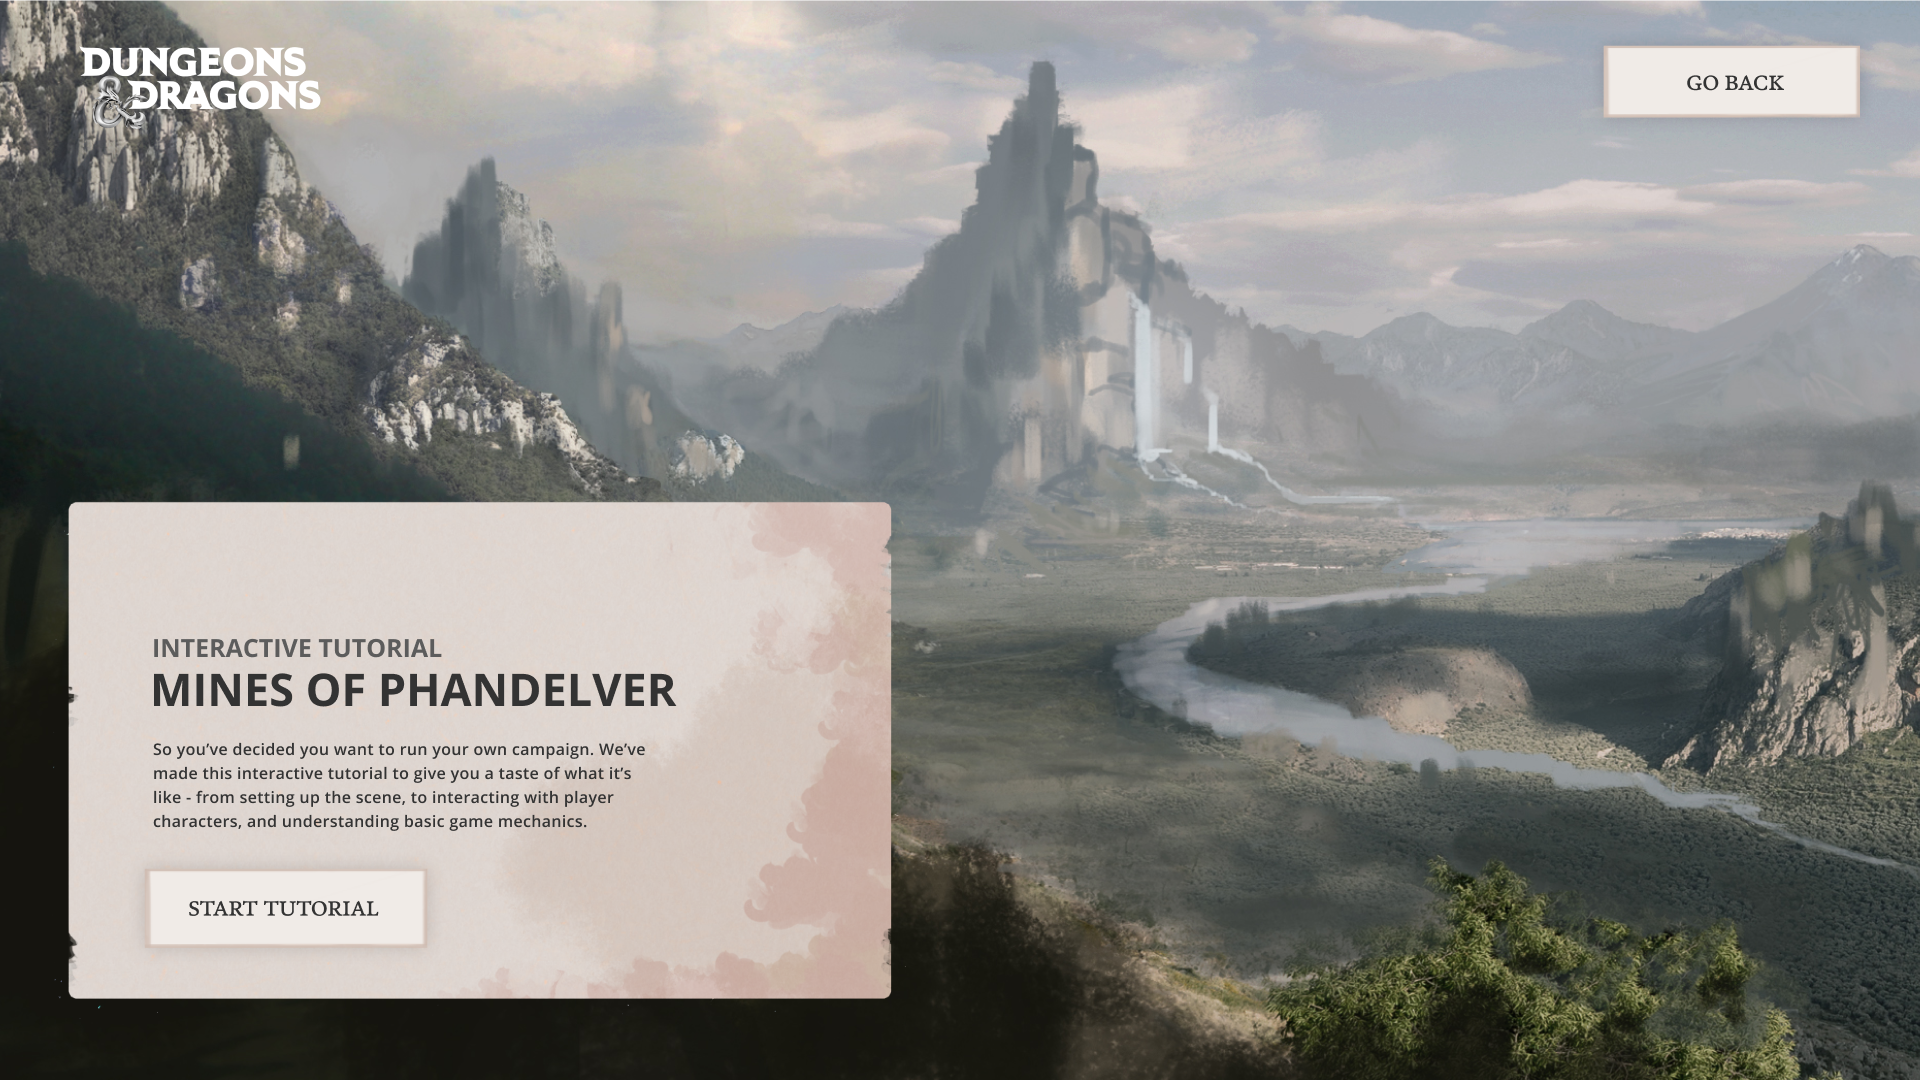 DUNGEONS
& DRAGONS
GO BACK
INTERACTIVE TUTORIAL
MINES OF PHANDELVER
So you’ve decided you want to run your own campaign. We’ve
made this interactive tutorial to give you a taste of what it’s
like - from setting up the scene, to interacting with player
characters, and understanding basic game mechanics.
START TUTORIAL